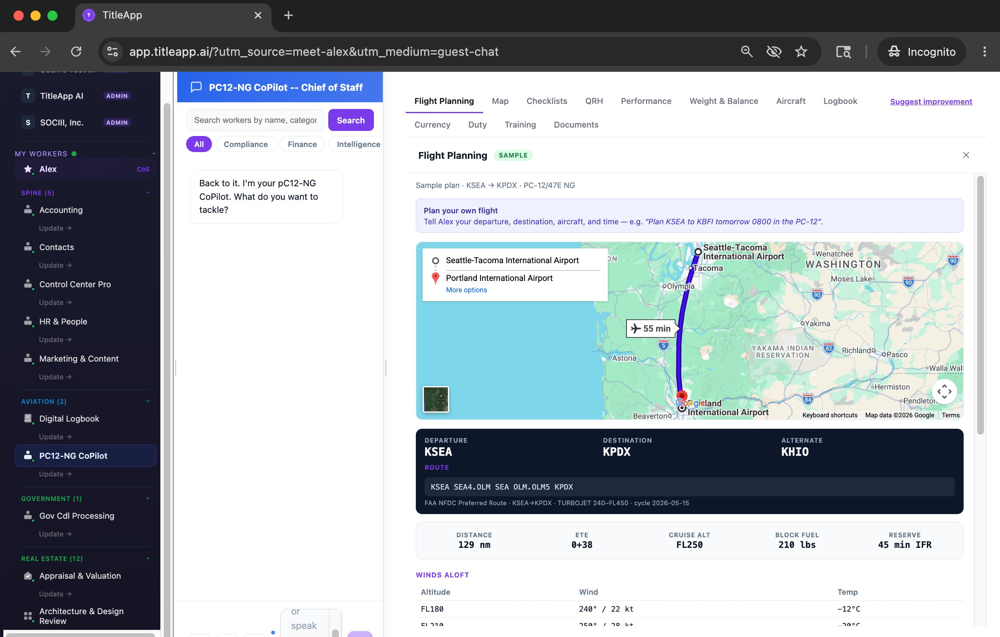 TitleApp
app.titleapp.ai/?utm_source=meet-alex&utm_medium=guest-chat
Incognito
T TitleApp AI ADMIN
S SOCIII, Inc. ADMIN
MY WORKERS
Alex CoS
SPINE (5)
Accounting
Update →
Contacts
Update →
Control Center Pro
Update →
HR & People
Update →
Marketing & Content
Update →
AVIATION (2)
Digital Logbook
Update →
PC12-NG CoPilot
Update →
GOVERNMENT (1)
Gov Cdl Processing
Update →
REAL ESTATE (12)
Appraisal & Valuation
Update →
Architecture & Design
Review
PC12-NG CoPilot -- Chief of Staff
Search workers by name, categor
Search
All Compliance Finance Intelligence
Back to it. I'm your pC12-NG
CoPilot. What do you want to
tackle?
or
speak
Flight Planning Map Checklists QRH Performance Weight & Balance Aircraft Logbook
Suggest improvement
Currency Duty Training Documents
Flight Planning SAMPLE
Sample plan · KSEA → KPDX · PC-12/47E NG
Plan your own flight
Tell Alex your departure, destination, aircraft, and time — e.g. "Plan KSEA to KBFI tomorrow 0800 in the PC-12".
Seattle-Tacoma International Airport
Portland International Airport
More options
ON
Seattle-Tacoma
International Airport
Wenatchee
WASHINGTON
90
Tacoma
Moses Lake
90
Olympia
90
Yakima
55 min
5
YAKAMA INDIAN
RESERVATION
82
Richland
Pasco
Astoria
Walla Wall
Hermiston
84
Pendleton
Google
land
International Airport
Beaverton
Keyboard shortcuts Map data ©2026 Google Terms
DEPARTURE DESTINATION ALTERNATE
KSEA KPDX KHIO
ROUTE
KSEA SEA4.OLM SEA OLM.OLM5 KPDX
FAA NFDC Preferred Route · KSEA→KPDX · TURBOJET 240–FL450 · cycle 2026-05-15
DISTANCE ETE CRUISE ALT BLOCK FUEL RESERVE
129 nm 0+38 FL250 210 lbs 45 min IFR
WINDS ALOFT
Altitude Wind Temp
FL180 240° / 22 kt −12°C
FL210 250° / 28 kt −20°C